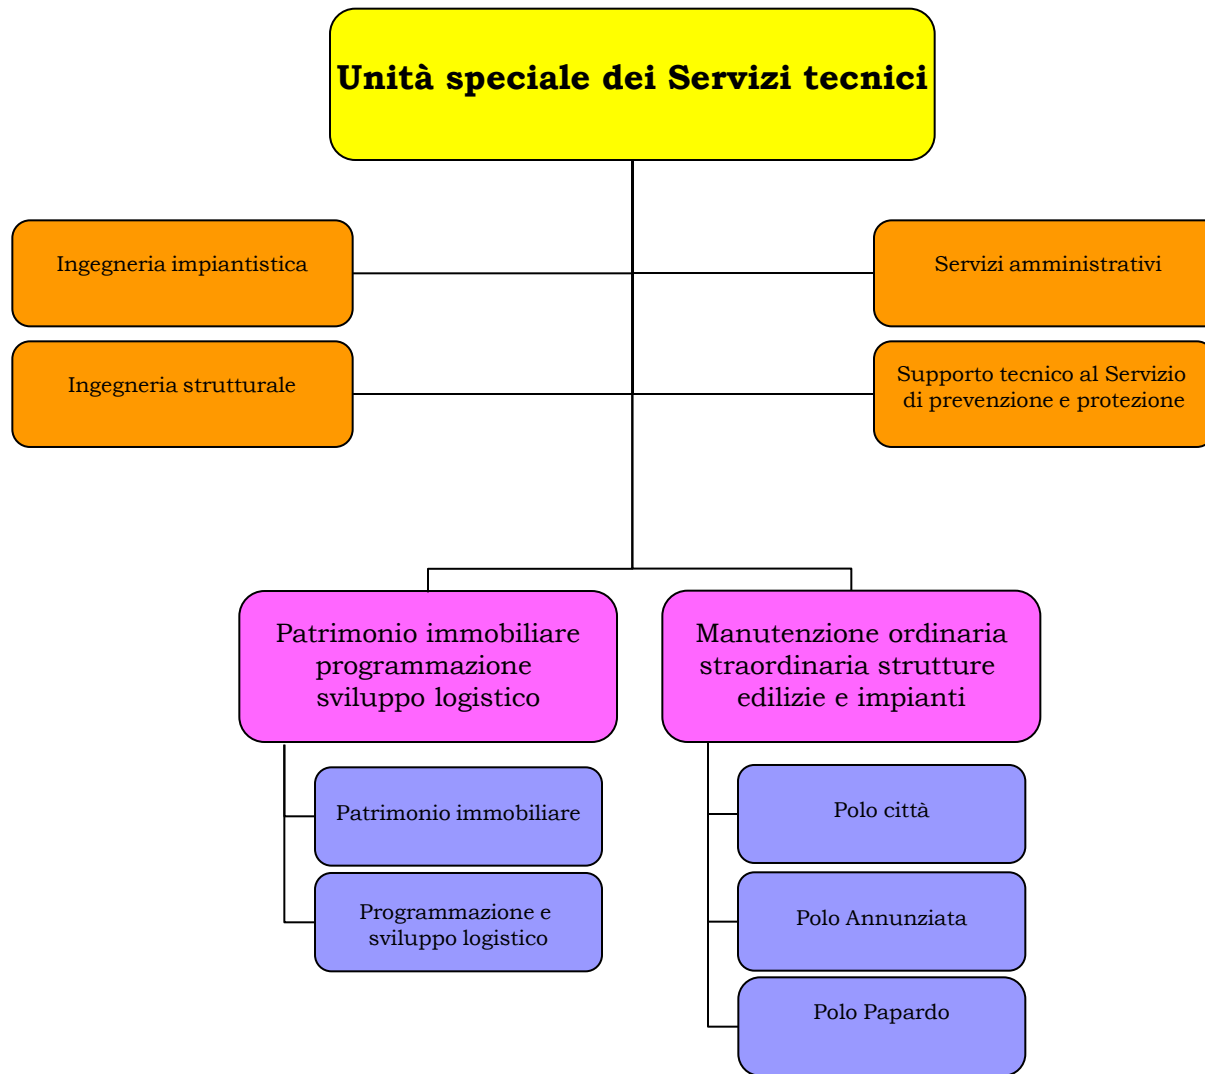 Unità speciale dei Servizi tecnici
Ingegneria impiantistica
Servizi amministrativi
Ingegneria strutturale
Supporto tecnico al Servizio
di prevenzione e protezione
Patrimonio immobiliare
programmazione
sviluppo logistico
Manutenzione ordinaria
straordinaria strutture
edilizie e impianti
Patrimonio immobiliare
Programmazione e
sviluppo logistico
Polo città
Polo Annunziata
Polo Papardo